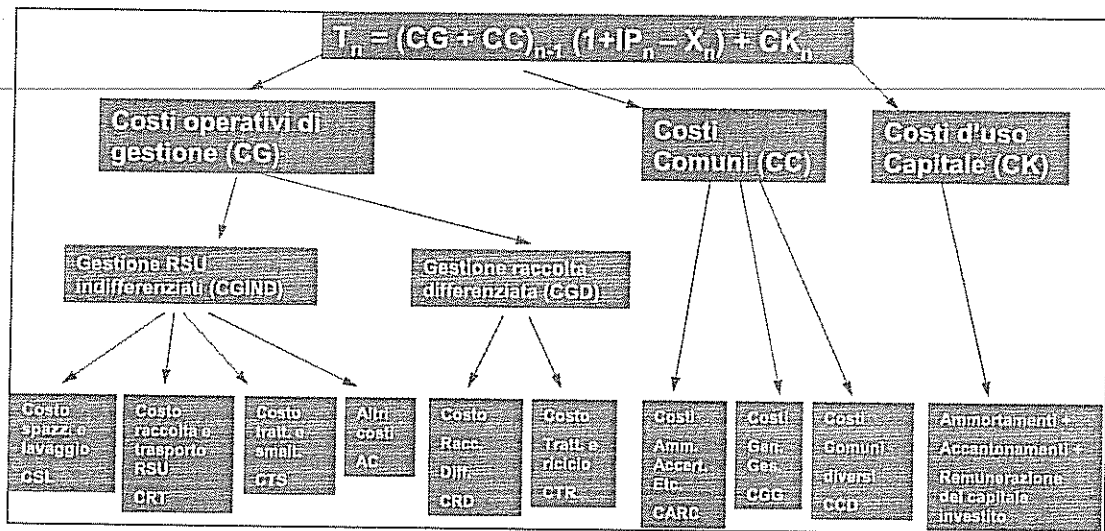 Tn = (CG + CC)n-1 (1+IPn – Xn) + CKn
Costi operativi di
gestione (CG)
Costi
Comuni (CC)
Costi d'uso
Capitale (CK)
Gestione RSU
indifferenziati (CGIND)
Gestione raccolta
differenziata (CGD)
Costo
spazz. e
lavaggio
CSL
Costo
raccolta e
trasporto
RSU
CRT
Costo
tratt. e
smalt.
CTS
Altri
costi
AC
Costo
Racc.
Diff.
CRD
Costo
Tratt. e
riciclo
CTR
Costi
Amm.
Accert.
Etc.
CARC
Costi
Gen.
Ges.
CGG
Costi
Comuni
diversi
CCD
Ammortamenti +
Accantonamenti +
Remunerazione
del capitale
investito